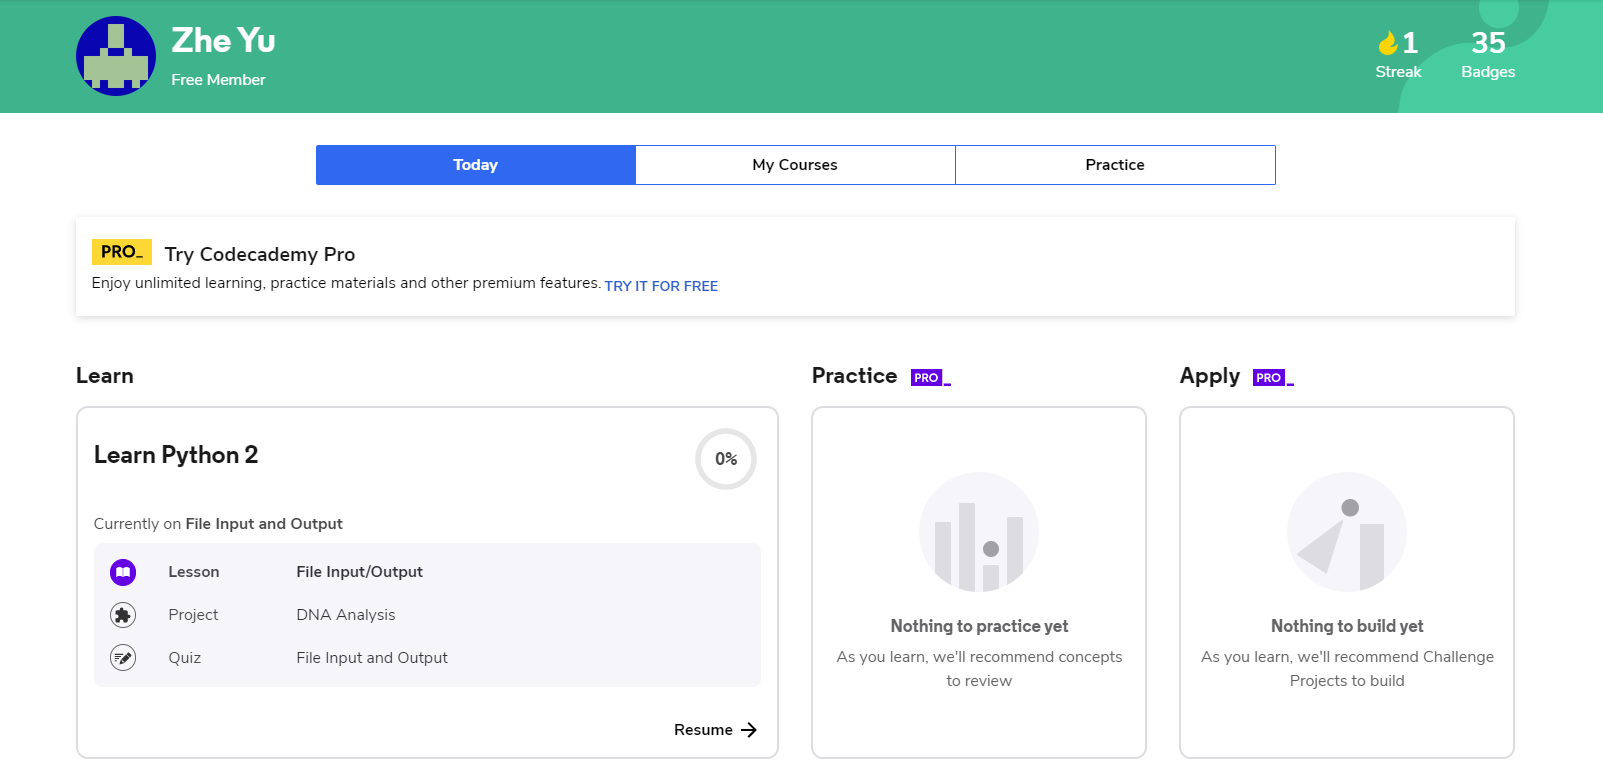 Zhe Yu
Free Member
1
Streak
35
Badges
Today
My Courses
Practice
PRO_ Try Codecademy Pro
Enjoy unlimited learning, practice materials and other premium features. TRY IT FOR FREE
Learn
Learn Python 2
0%
Currently on File Input and Output
Lesson File Input/Output
Project DNA Analysis
Quiz File Input and Output
Resume
Practice PRO_
Nothing to practice yet
As you learn, we'll recommend concepts
to review
Apply PRO_
Nothing to build yet
As you learn, we'll recommend Challenge
Projects to build